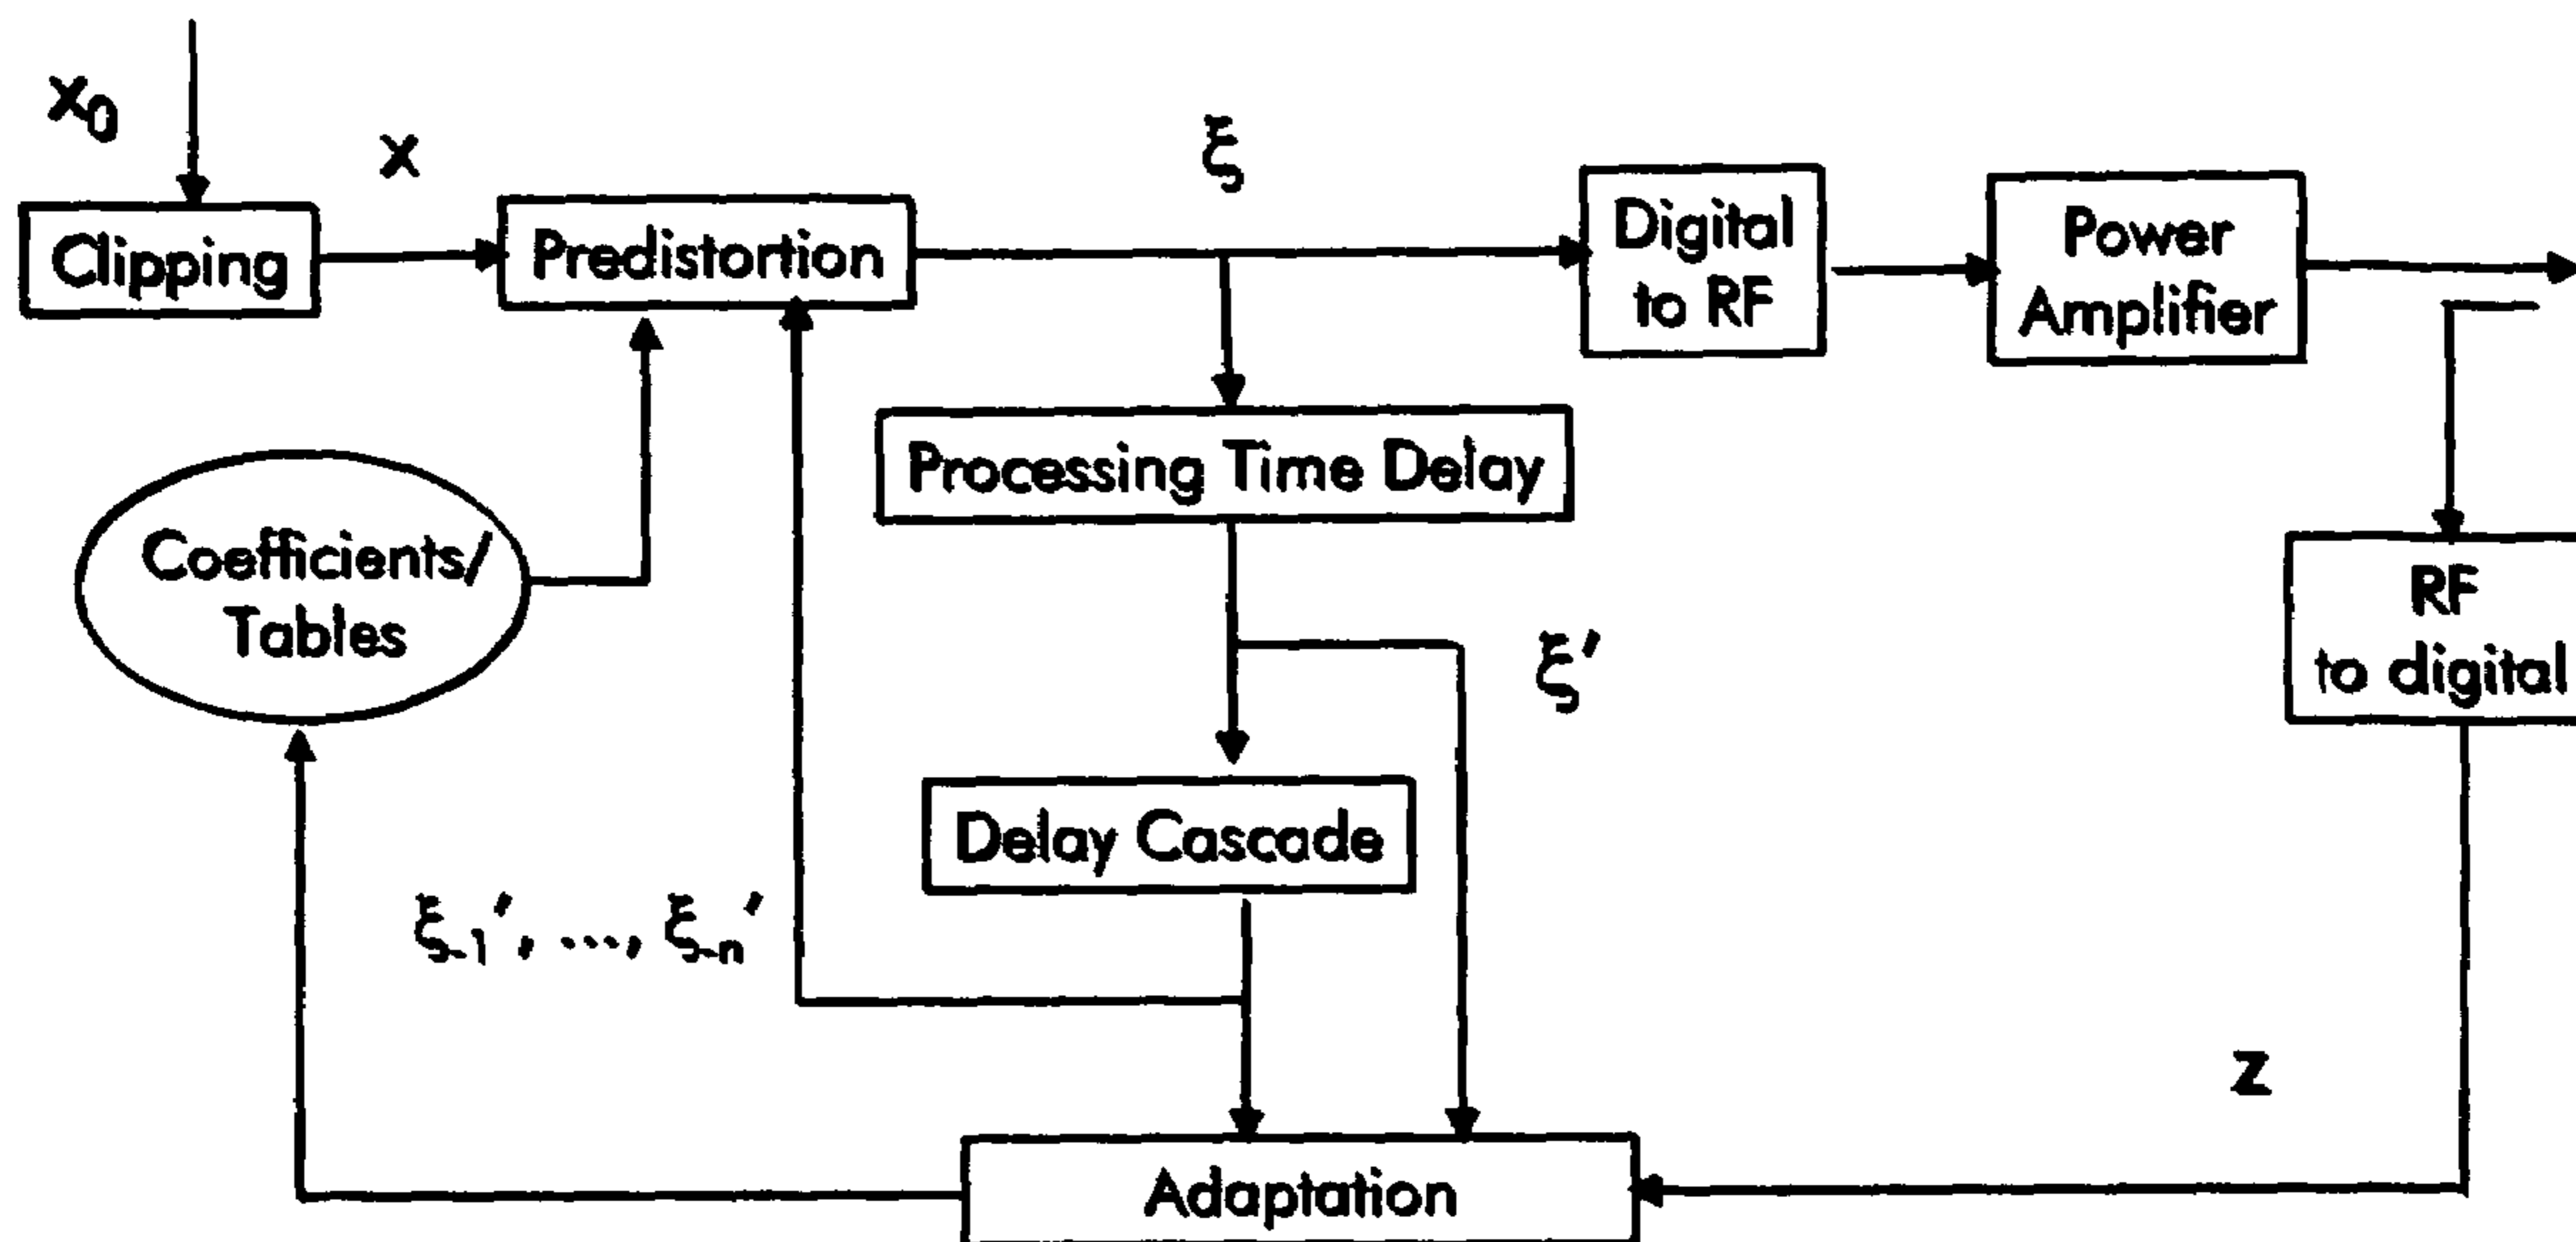 x₀
x
ξ
Clipping
Predistortion
Digital
to RF
Power
Amplifier
Processing Time Delay
Coefficients/
Tables
ξ′
RF
to digital
Delay Cascade
ξ₋₁′, ..., ξ₋ₙ′
z
Adaptation